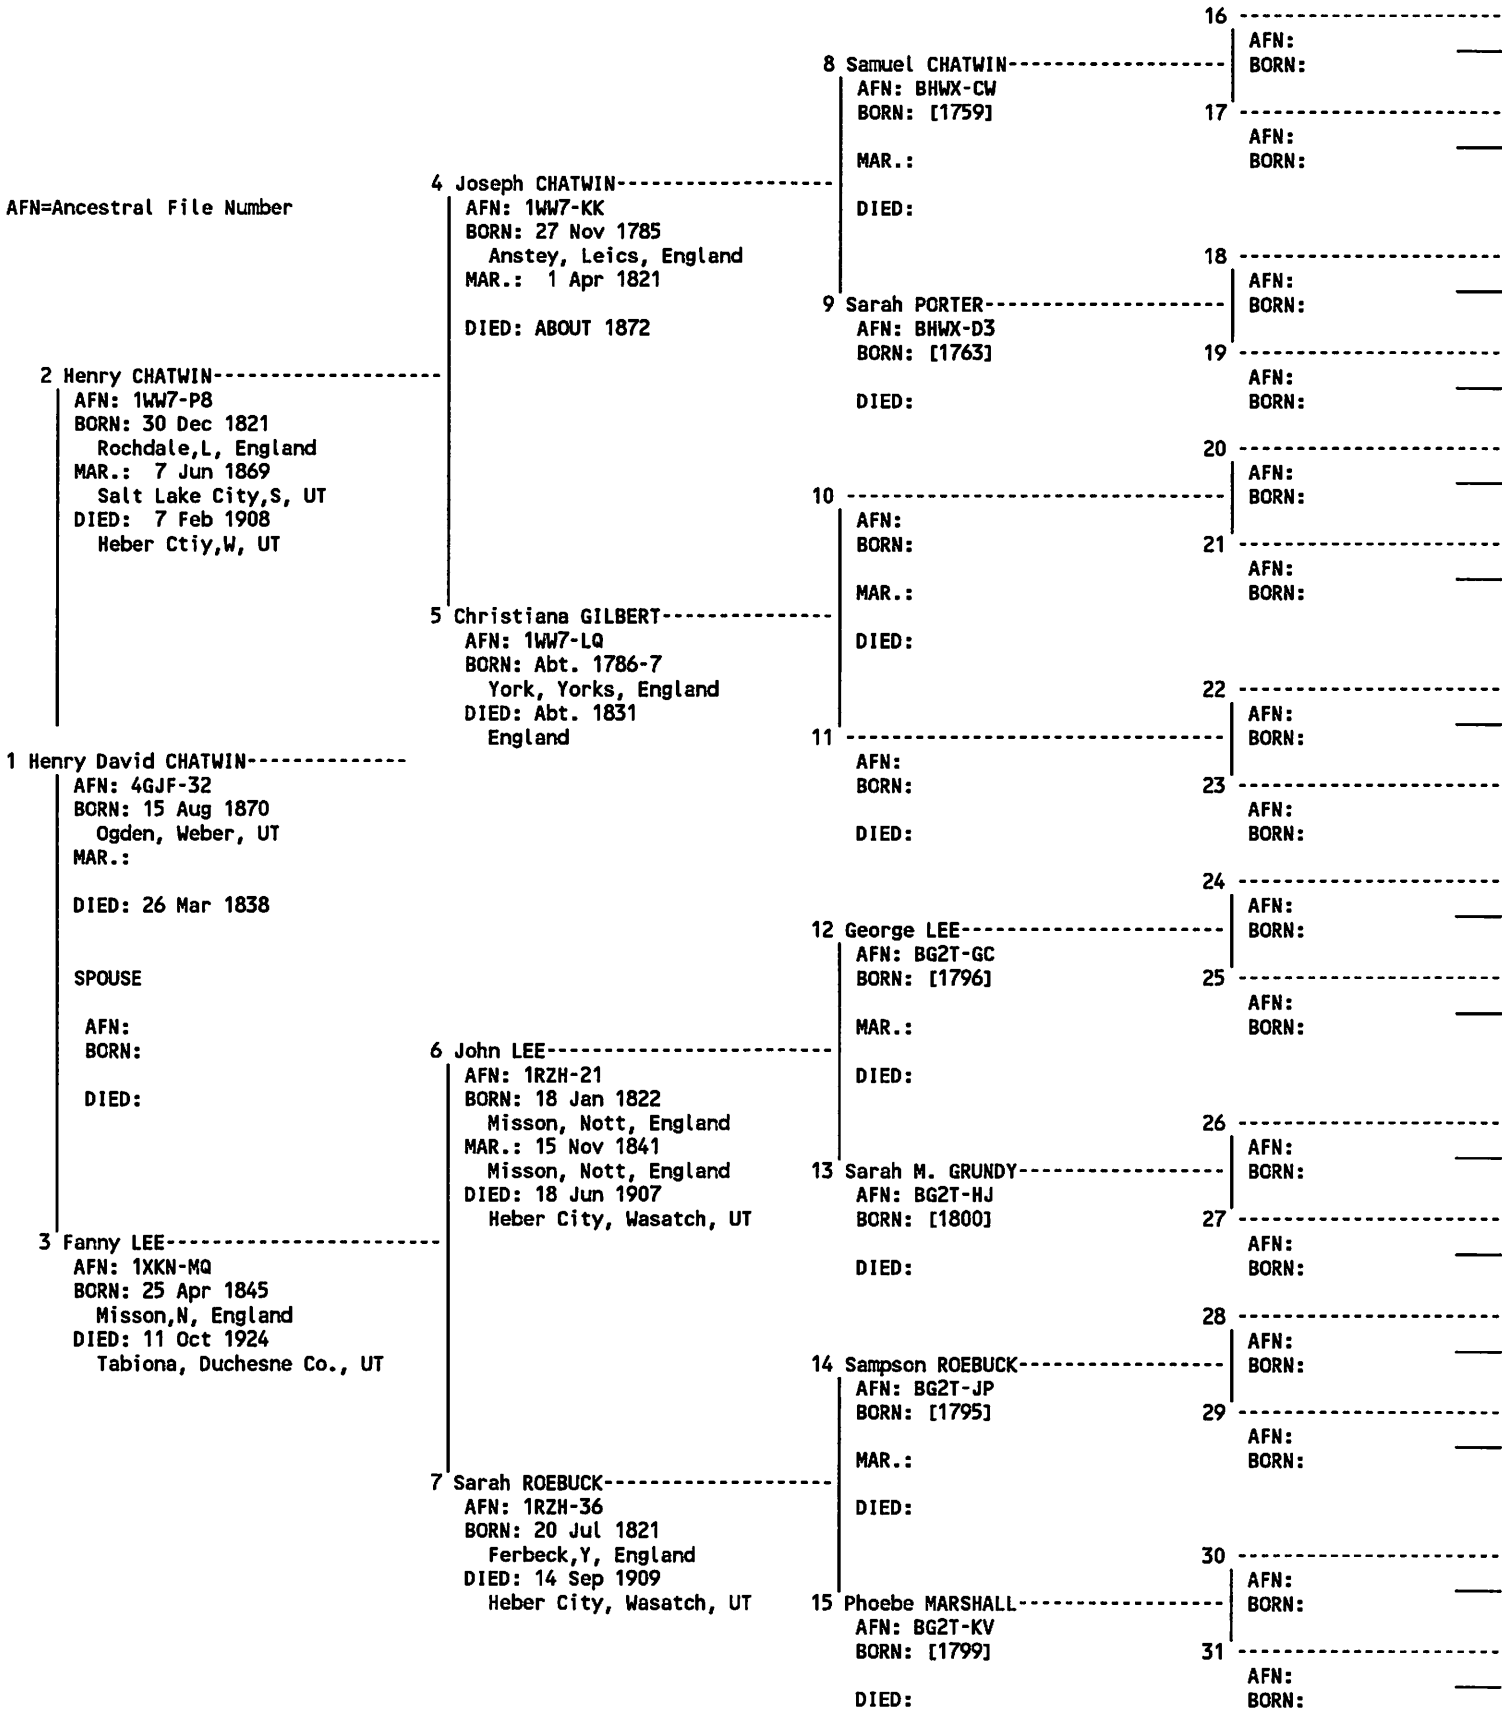 AFN=Ancestral File Number
1 Henry David CHATWIN--------------
AFN: 4GJF-32
BORN: 15 Aug 1870
Ogden, Weber, UT
MAR.:
DIED: 26 Mar 1838
SPOUSE
AFN:
BORN:
DIED:
2 Henry CHATWIN-------------------
AFN: 1WW7-P8
BORN: 30 Dec 1821
Rochdale,L, England
MAR.:  7 Jun 1869
Salt Lake City,S, UT
DIED:  7 Feb 1908
Heber Ctiy,W, UT
3 Fanny LEE-----------------------
AFN: 1XKN-MQ
BORN: 25 Apr 1845
Misson,N, England
DIED: 11 Oct 1924
Tabiona, Duchesne Co., UT
4 Joseph CHATWIN------------------
AFN: 1WW7-KK
BORN: 27 Nov 1785
Anstey, Leics, England
MAR.:  1 Apr 1821
DIED: ABOUT 1872
5 Christiana GILBERT--------------
AFN: 1WW7-LQ
BORN: Abt. 1786-7
York, Yorks, England
DIED: Abt. 1831
England
6 John LEE------------------------
AFN: 1RZH-21
BORN: 18 Jan 1822
Misson, Nott, England
MAR.: 15 Nov 1841
Misson, Nott, England
DIED: 18 Jun 1907
Heber City, Wasatch, UT
7 Sarah ROEBUCK-------------------
AFN: 1RZH-36
BORN: 20 Jul 1821
Ferbeck,Y, England
DIED: 14 Sep 1909
Heber City, Wasatch, UT
8 Samuel CHATWIN------------------
AFN: BHWX-CW
BORN: [1759]
MAR.:
DIED:
9 Sarah PORTER--------------------
AFN: BHWX-D3
BORN: [1763]
DIED:
10 --------------------------------
AFN:
BORN:
MAR.:
DIED:
11 --------------------------------
AFN:
BORN:
DIED:
12 George LEE----------------------
AFN: BG2T-GC
BORN: [1796]
MAR.:
DIED:
13 Sarah M. GRUNDY-----------------
AFN: BG2T-HJ
BORN: [1800]
DIED:
14 Sampson ROEBUCK-----------------
AFN: BG2T-JP
BORN: [1795]
MAR.:
DIED:
15 Phoebe MARSHALL-----------------
AFN: BG2T-KV
BORN: [1799]
DIED:
16 ----------------------
AFN:
BORN:
17 ----------------------
AFN:
BORN:
18 ----------------------
AFN:
BORN:
19 ----------------------
AFN:
BORN:
20 ----------------------
AFN:
BORN:
21 ----------------------
AFN:
BORN:
22 ----------------------
AFN:
BORN:
23 ----------------------
AFN:
BORN:
24 ----------------------
AFN:
BORN:
25 ----------------------
AFN:
BORN:
26 ----------------------
AFN:
BORN:
27 ----------------------
AFN:
BORN:
28 ----------------------
AFN:
BORN:
29 ----------------------
AFN:
BORN:
30 ----------------------
AFN:
BORN:
31 ----------------------
AFN:
BORN: